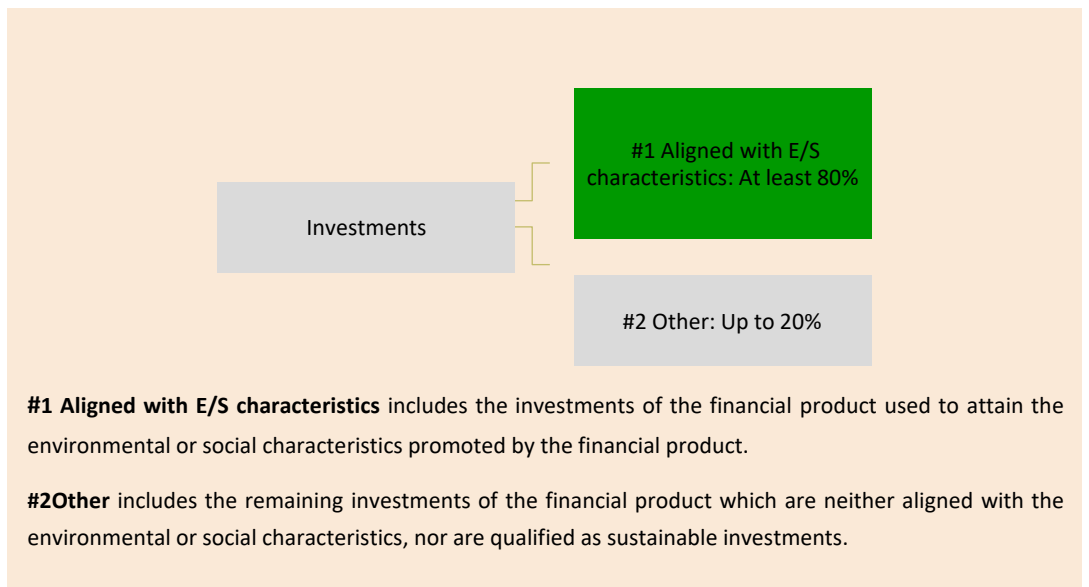 #1 Aligned with E/S
characteristics: At least 80%
Investments
#2 Other: Up to 20%
#1 Aligned with E/S characteristics includes the investments of the financial product used to attain the
environmental or social characteristics promoted by the financial product.
#2Other includes the remaining investments of the financial product which are neither aligned with the
environmental or social characteristics, nor are qualified as sustainable investments.